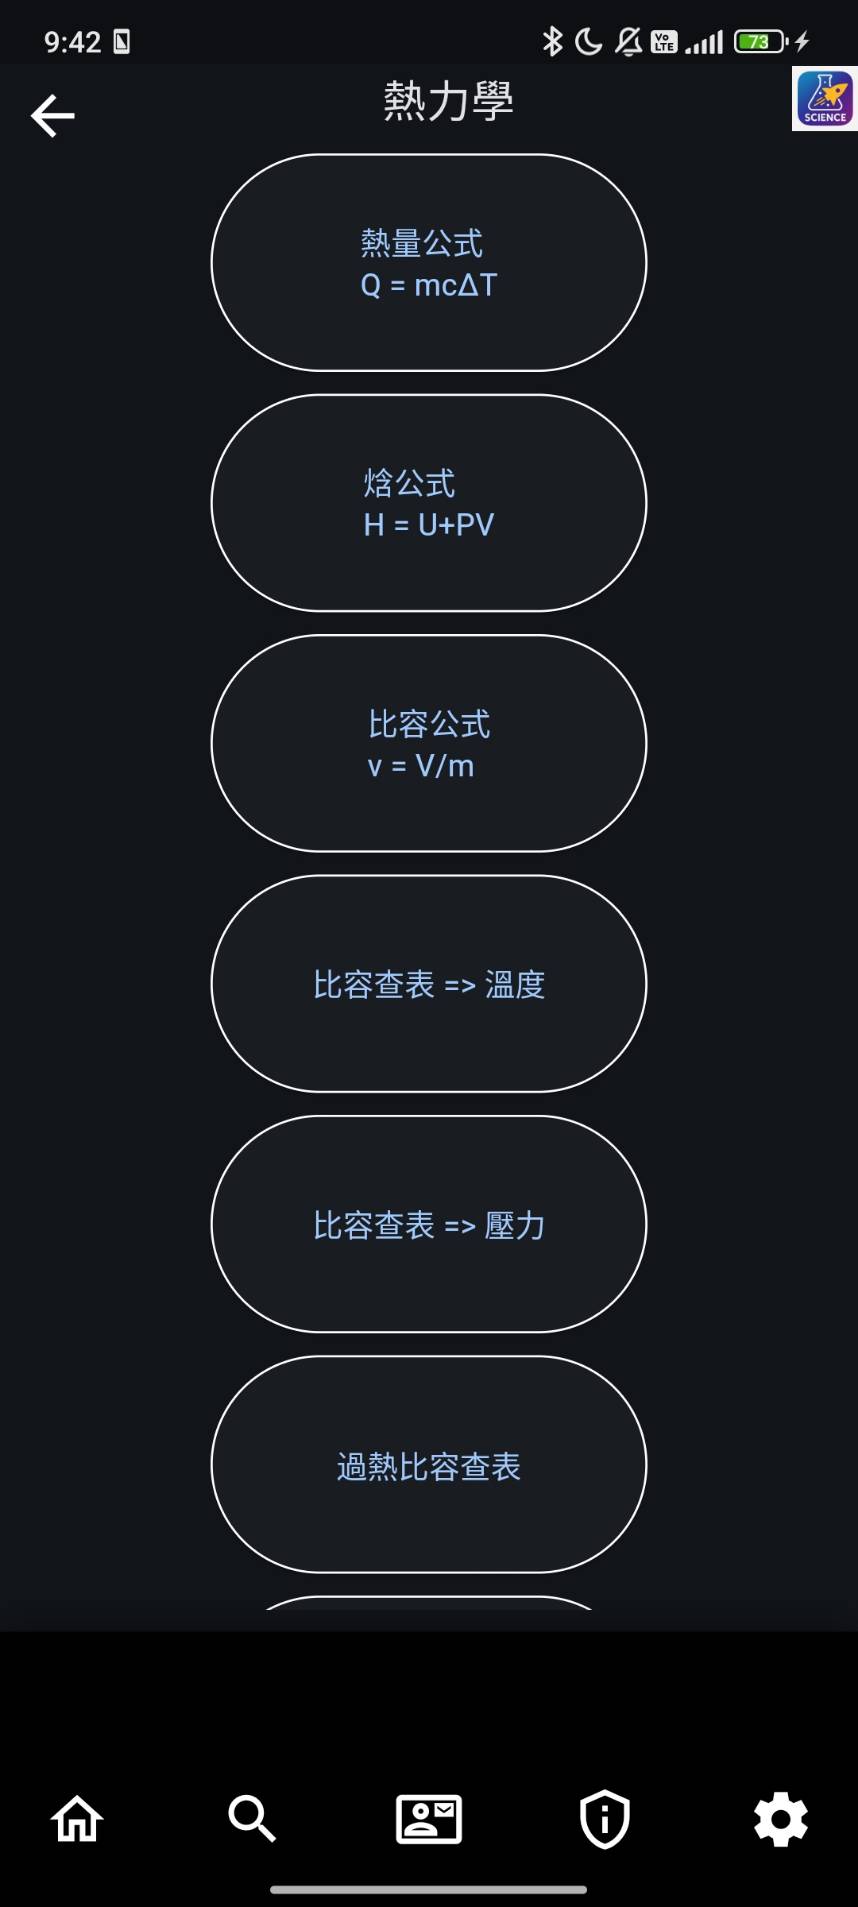 9:42
Vo LTE
73
熱力學
SCIENCE
熱量公式
Q = mcΔT
焓公式
H = U+PV
比容公式
v = V/m
比容查表 => 溫度
比容查表 => 壓力
過熱比容查表